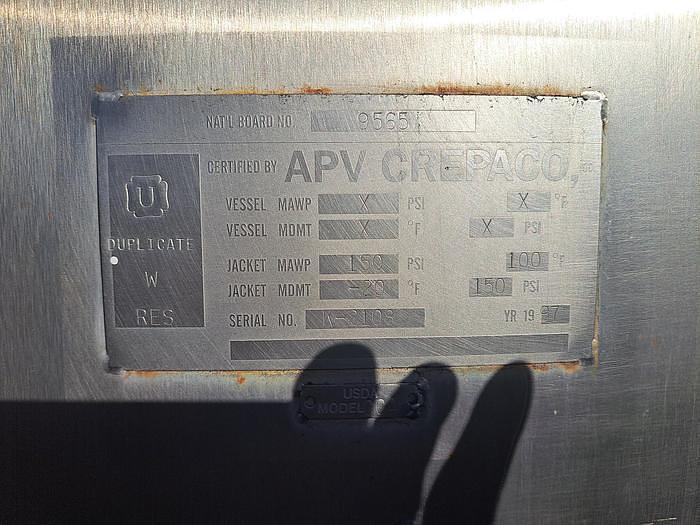 NAT'L BOARD NO. 9565
CERTIFIED BY APV CREPACO,
U
DUPLICATE
W
RES
VESSEL MAWP X PSI X °F
VESSEL MDMT X °F X PSI
JACKET MAWP 150 PSI 100 °F
JACKET MDMT -20 °F 150 PSI
SERIAL NO. YR 19
USDA
MODEL